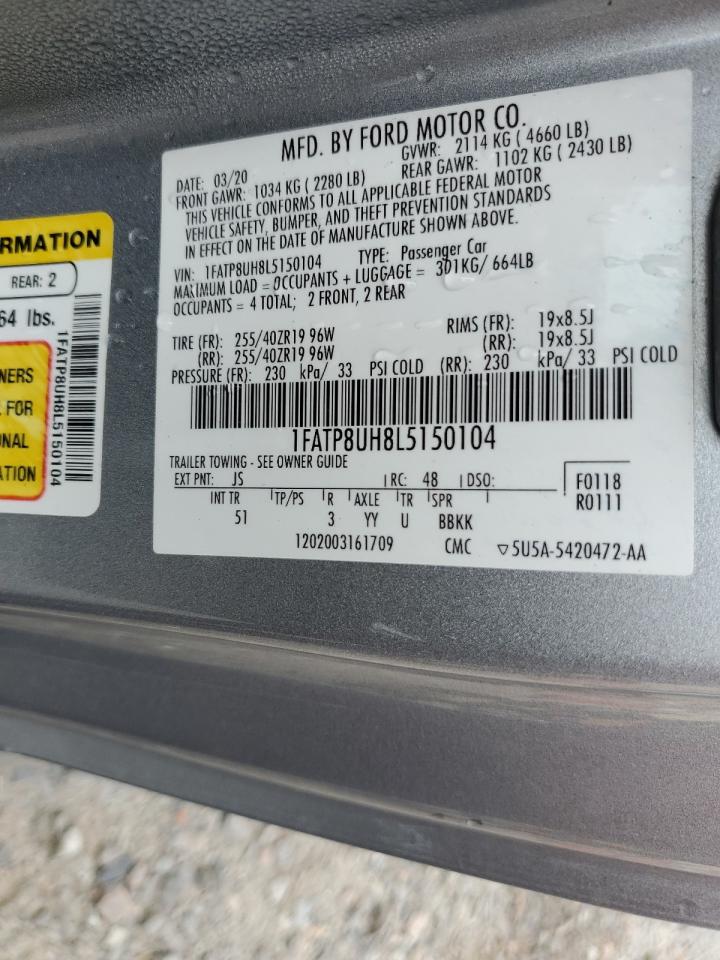 MFD. BY FORD MOTOR CO.
DATE: 03/20 GVWR: 2114 KG ( 4660 LB)
FRONT GAWR: 1034 KG ( 2280 LB) REAR GAWR: 1102 KG ( 2430 LB)
THIS VEHICLE CONFORMS TO ALL APPLICABLE FEDERAL MOTOR
VEHICLE SAFETY, BUMPER, AND THEFT PREVENTION STANDARDS
IN EFFECT ON THE DATE OF MANUFACTURE SHOWN ABOVE.
VIN: 1FATP8UH8L5150104 TYPE: Passenger Car
MAXIMUM LOAD = OCCUPANTS + LUGGAGE = 301KG/ 664LB
OCCUPANTS = 4 TOTAL; 2 FRONT, 2 REAR
TIRE (FR): 255/40ZR19 96W RIMS (FR): 19x8.5J
(RR): 255/40ZR19 96W (RR): 19x8.5J
PRESSURE (FR): 230 kPa/ 33 PSI COLD (RR): 230 kPa/ 33 PSI COLD
1FATP8UH8L5150104
TRAILER TOWING - SEE OWNER GUIDE
EXT PNT: JS RC: 48 DSO: F0118
INT TR TP/PS R AXLE TR SPR R0111
51 3 YY U BBKK
1202003161709 CMC ▽5U5A-5420472-AA
RMATION
REAR: 2
64 lbs.
1FATP8UH8L5150104
NERS
FOR
NAL
ATION